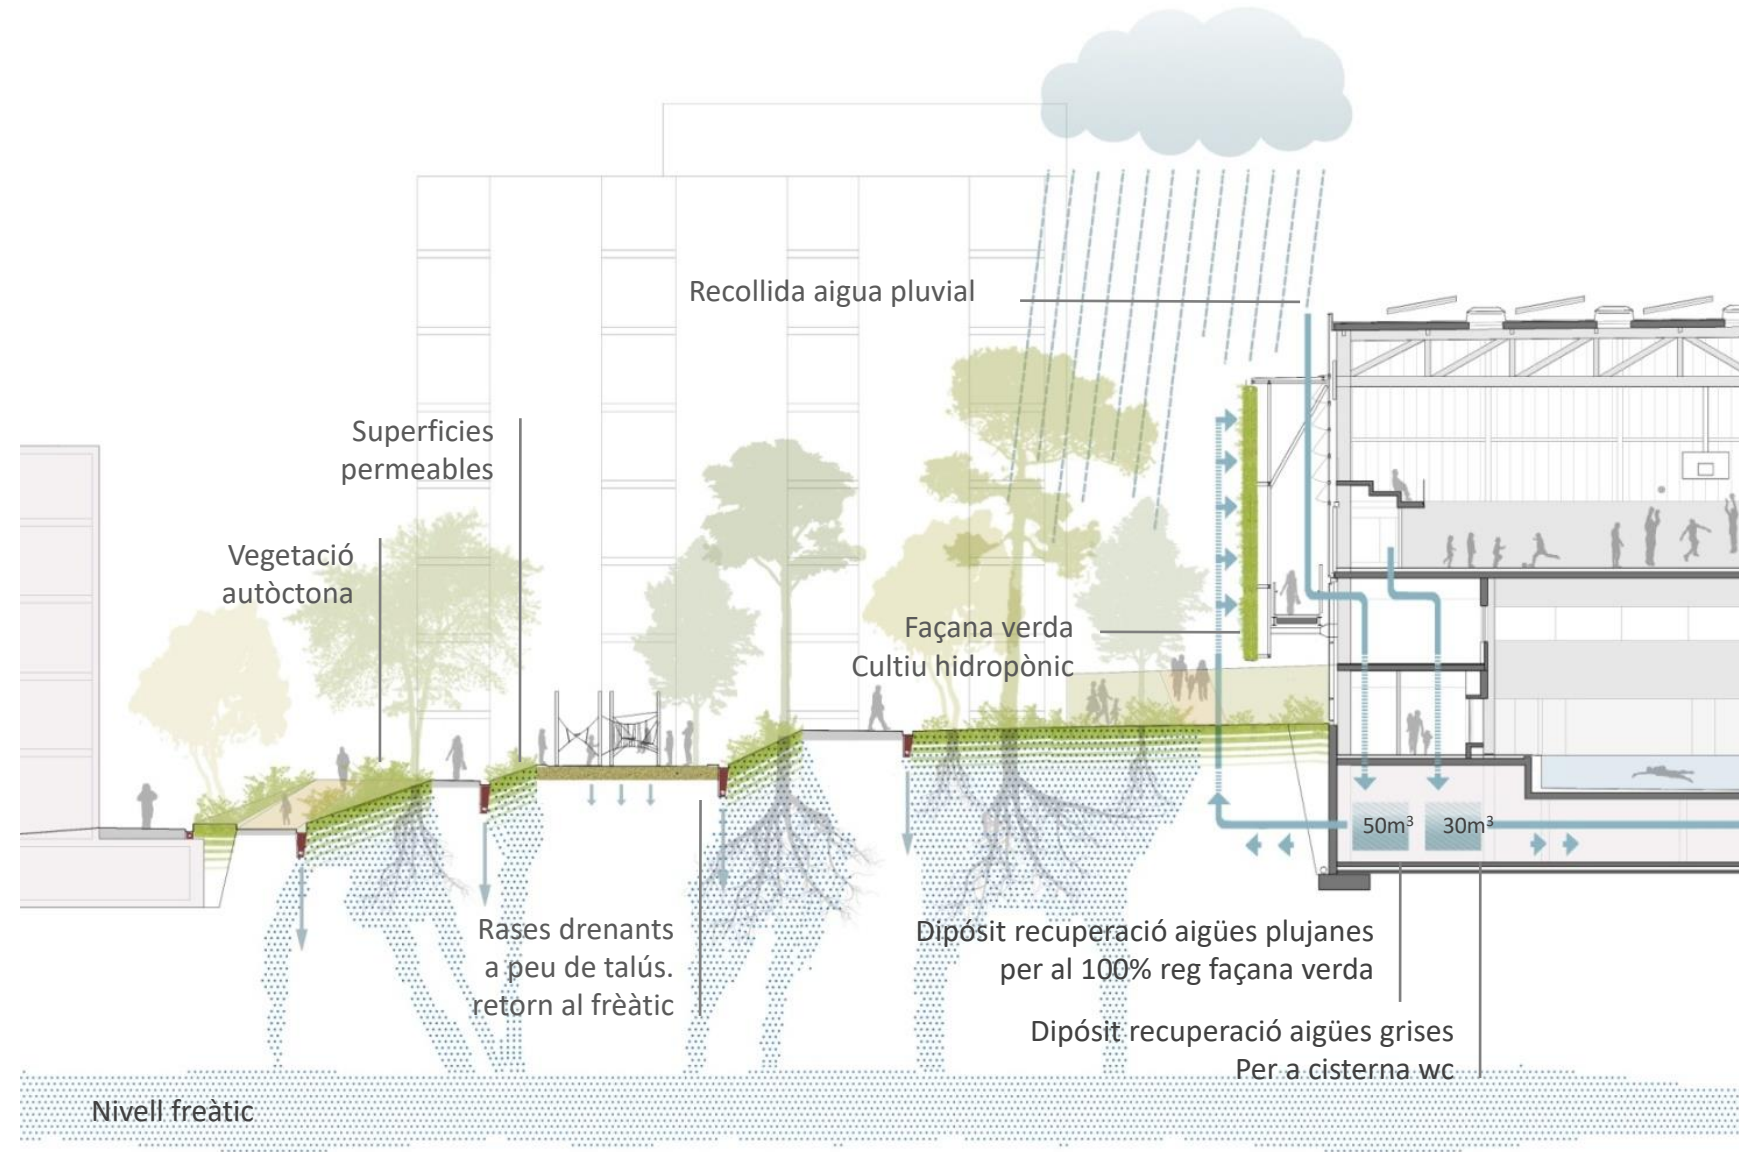 Recollida aigua pluvial
Superficies
permeables
Vegetació
autòctona
Façana verda
Cultiu hidropònic
50m³
30m³
Rases drenants
a peu de talús.
retorn al frèàtic
Dipósit recuperació aigües plujanes
per al 100% reg façana verda
Dipósit recuperació aigües grises
Per a cisterna wc
Nivell freàtic